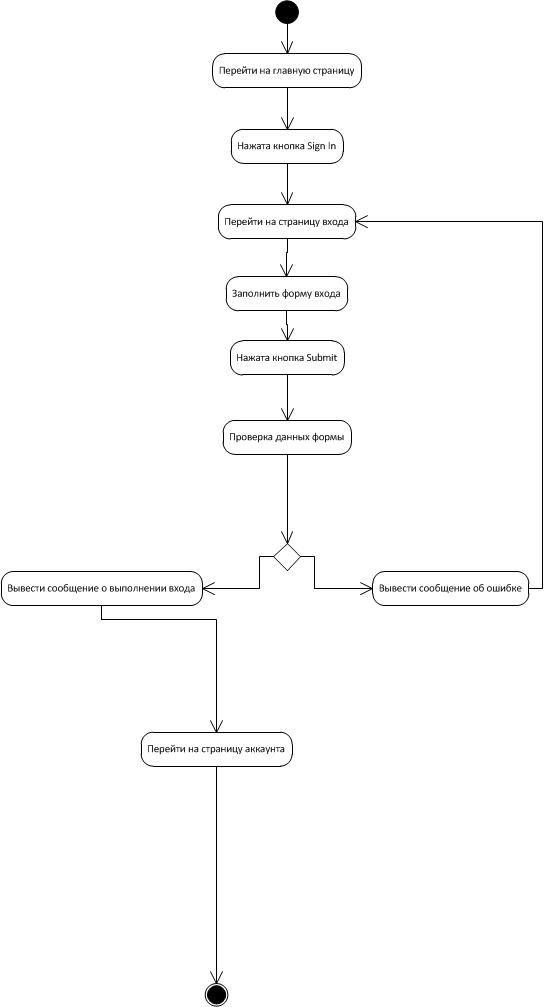 Перейти на главную страницу
Нажата кнопка Sign In
Перейти на страницу входа
Заполнить форму входа
Нажата кнопка Submit
Проверка данных формы
Вывести сообщение о выполнении входа
Вывести сообщение об ошибке
Перейти на страницу аккаунта